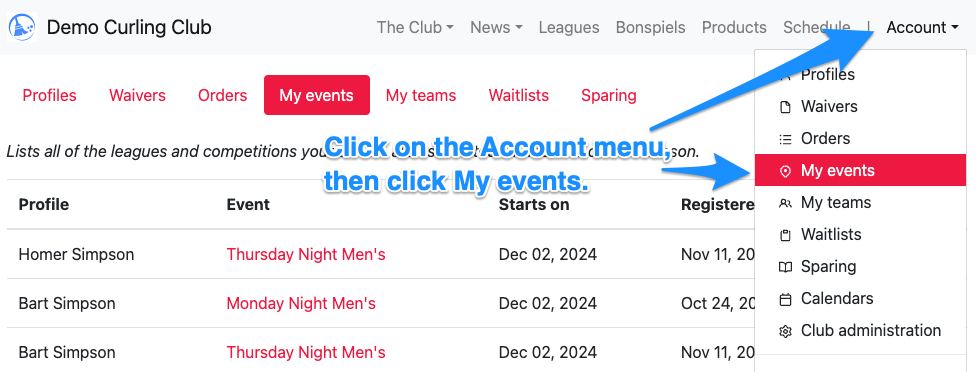 Demo Curling Club
The Club News Leagues Bonspiels Products Schedule | Account
Profiles Waivers Orders My events My teams Waitlists Sparing
Lists all of the leagues and competitions you
son.
Click on the Account menu,
then click My events.
Profile Event Starts on Registere
Homer Simpson Thursday Night Men's Dec 02, 2024 Nov 11, 20
Bart Simpson Monday Night Men's Dec 02, 2024 Oct 24, 20
Bart Simpson Thursday Night Men's Dec 02, 2024 Nov 11, 20
Profiles
Waivers
Orders
My events
My teams
Waitlists
Sparing
Calendars
Club administration